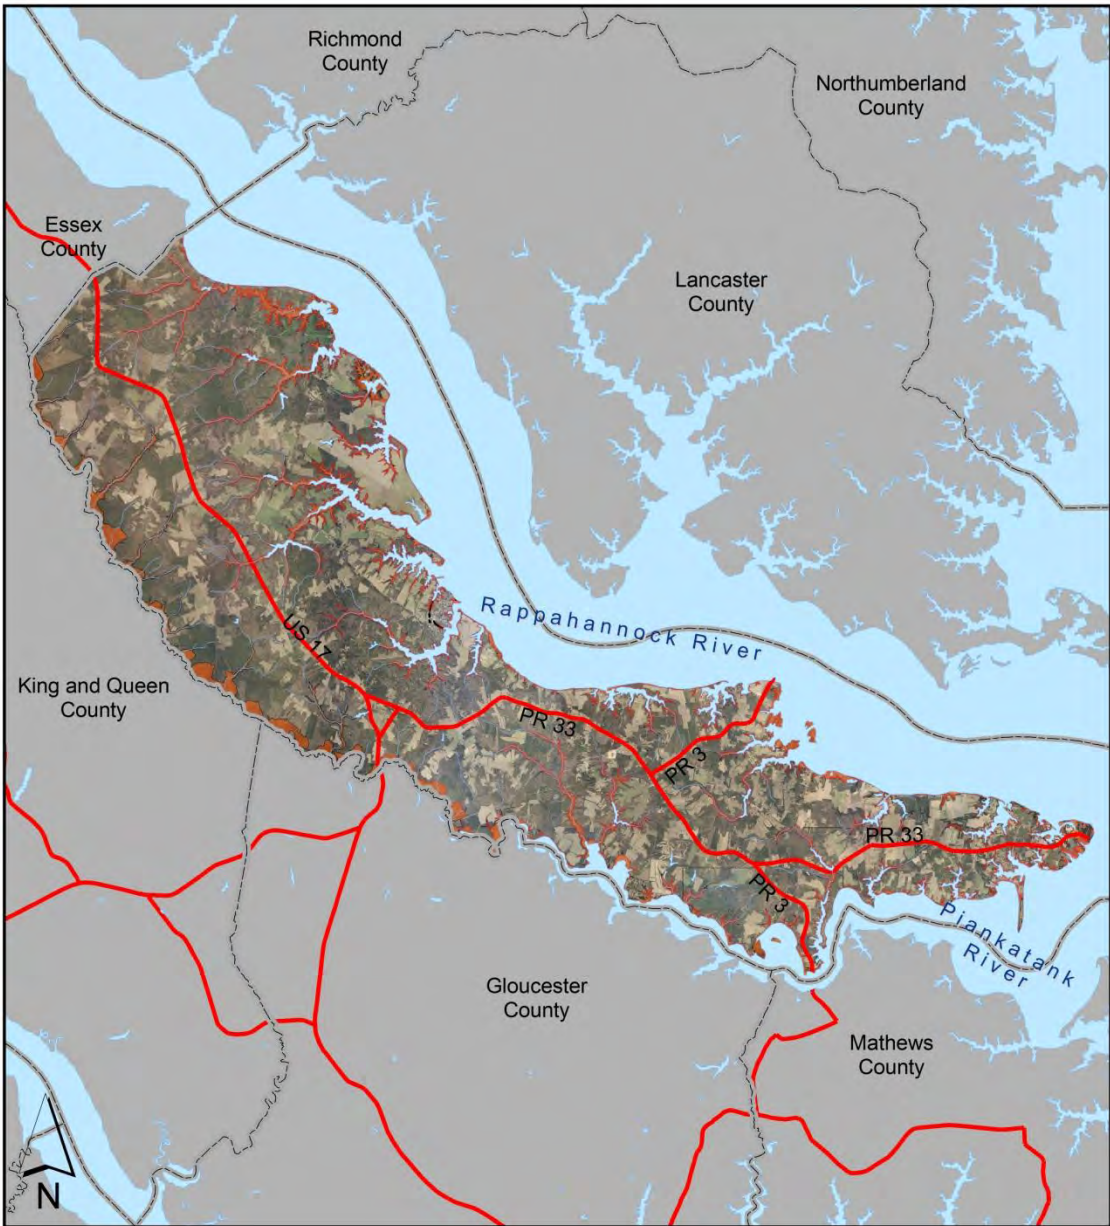 Richmond
County
Northumberland
County
Essex
County
Lancaster
County
Rappahannock River
US 17
King and Queen
County
PR 33
PR 3
PR 33
PR 3
Piankatank
River
Gloucester
County
Mathews
County
N